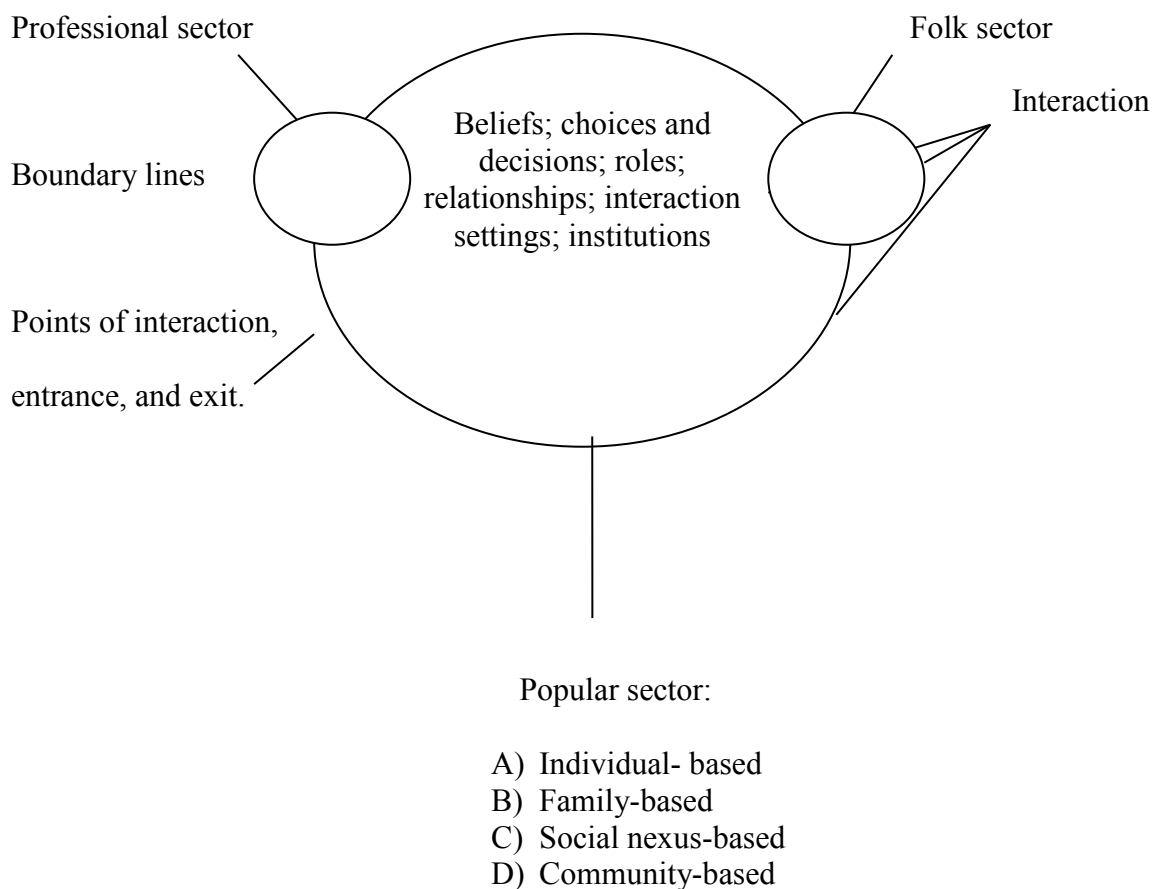 Professional sector
Folk sector
Interaction
Beliefs; choices and
decisions; roles;
relationships; interaction
settings; institutions
Boundary lines
Points of interaction,
entrance, and exit.
Popular sector:
A) Individual- based
B) Family-based
C) Social nexus-based
D) Community-based